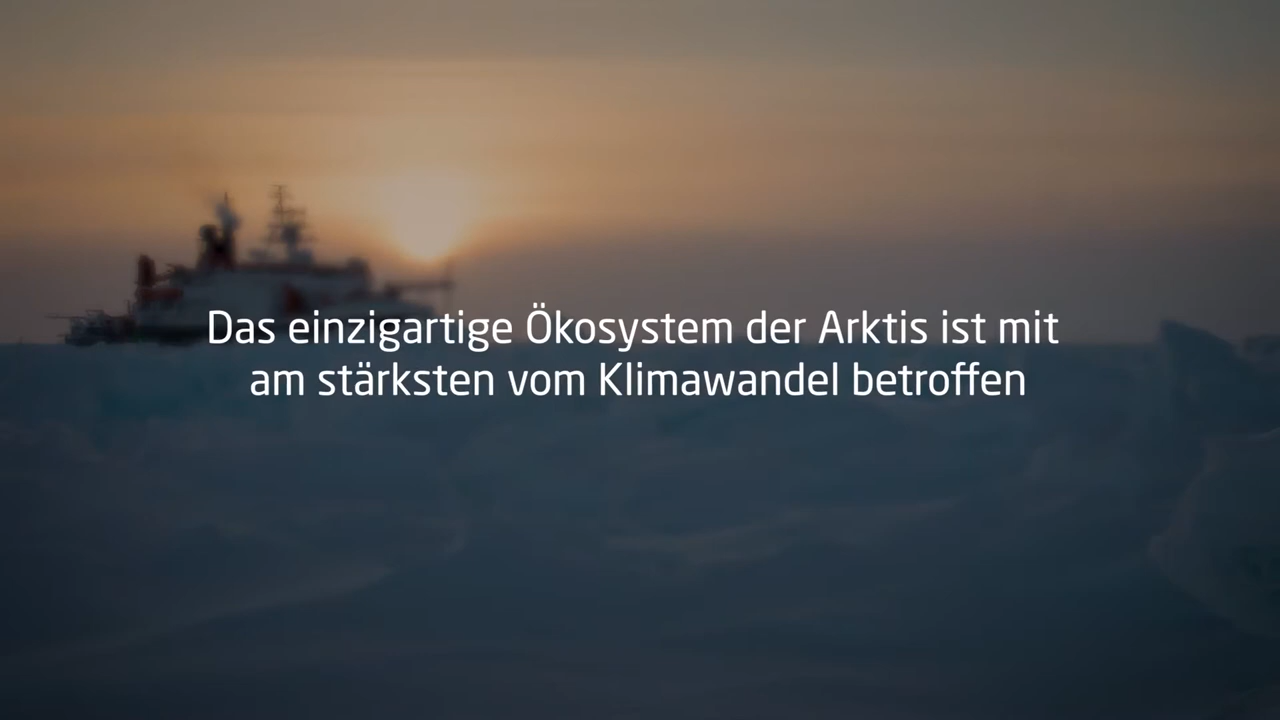 Das einzigartige Ökosystem der Arktis ist mit
am stärksten vom Klimawandel betroffen